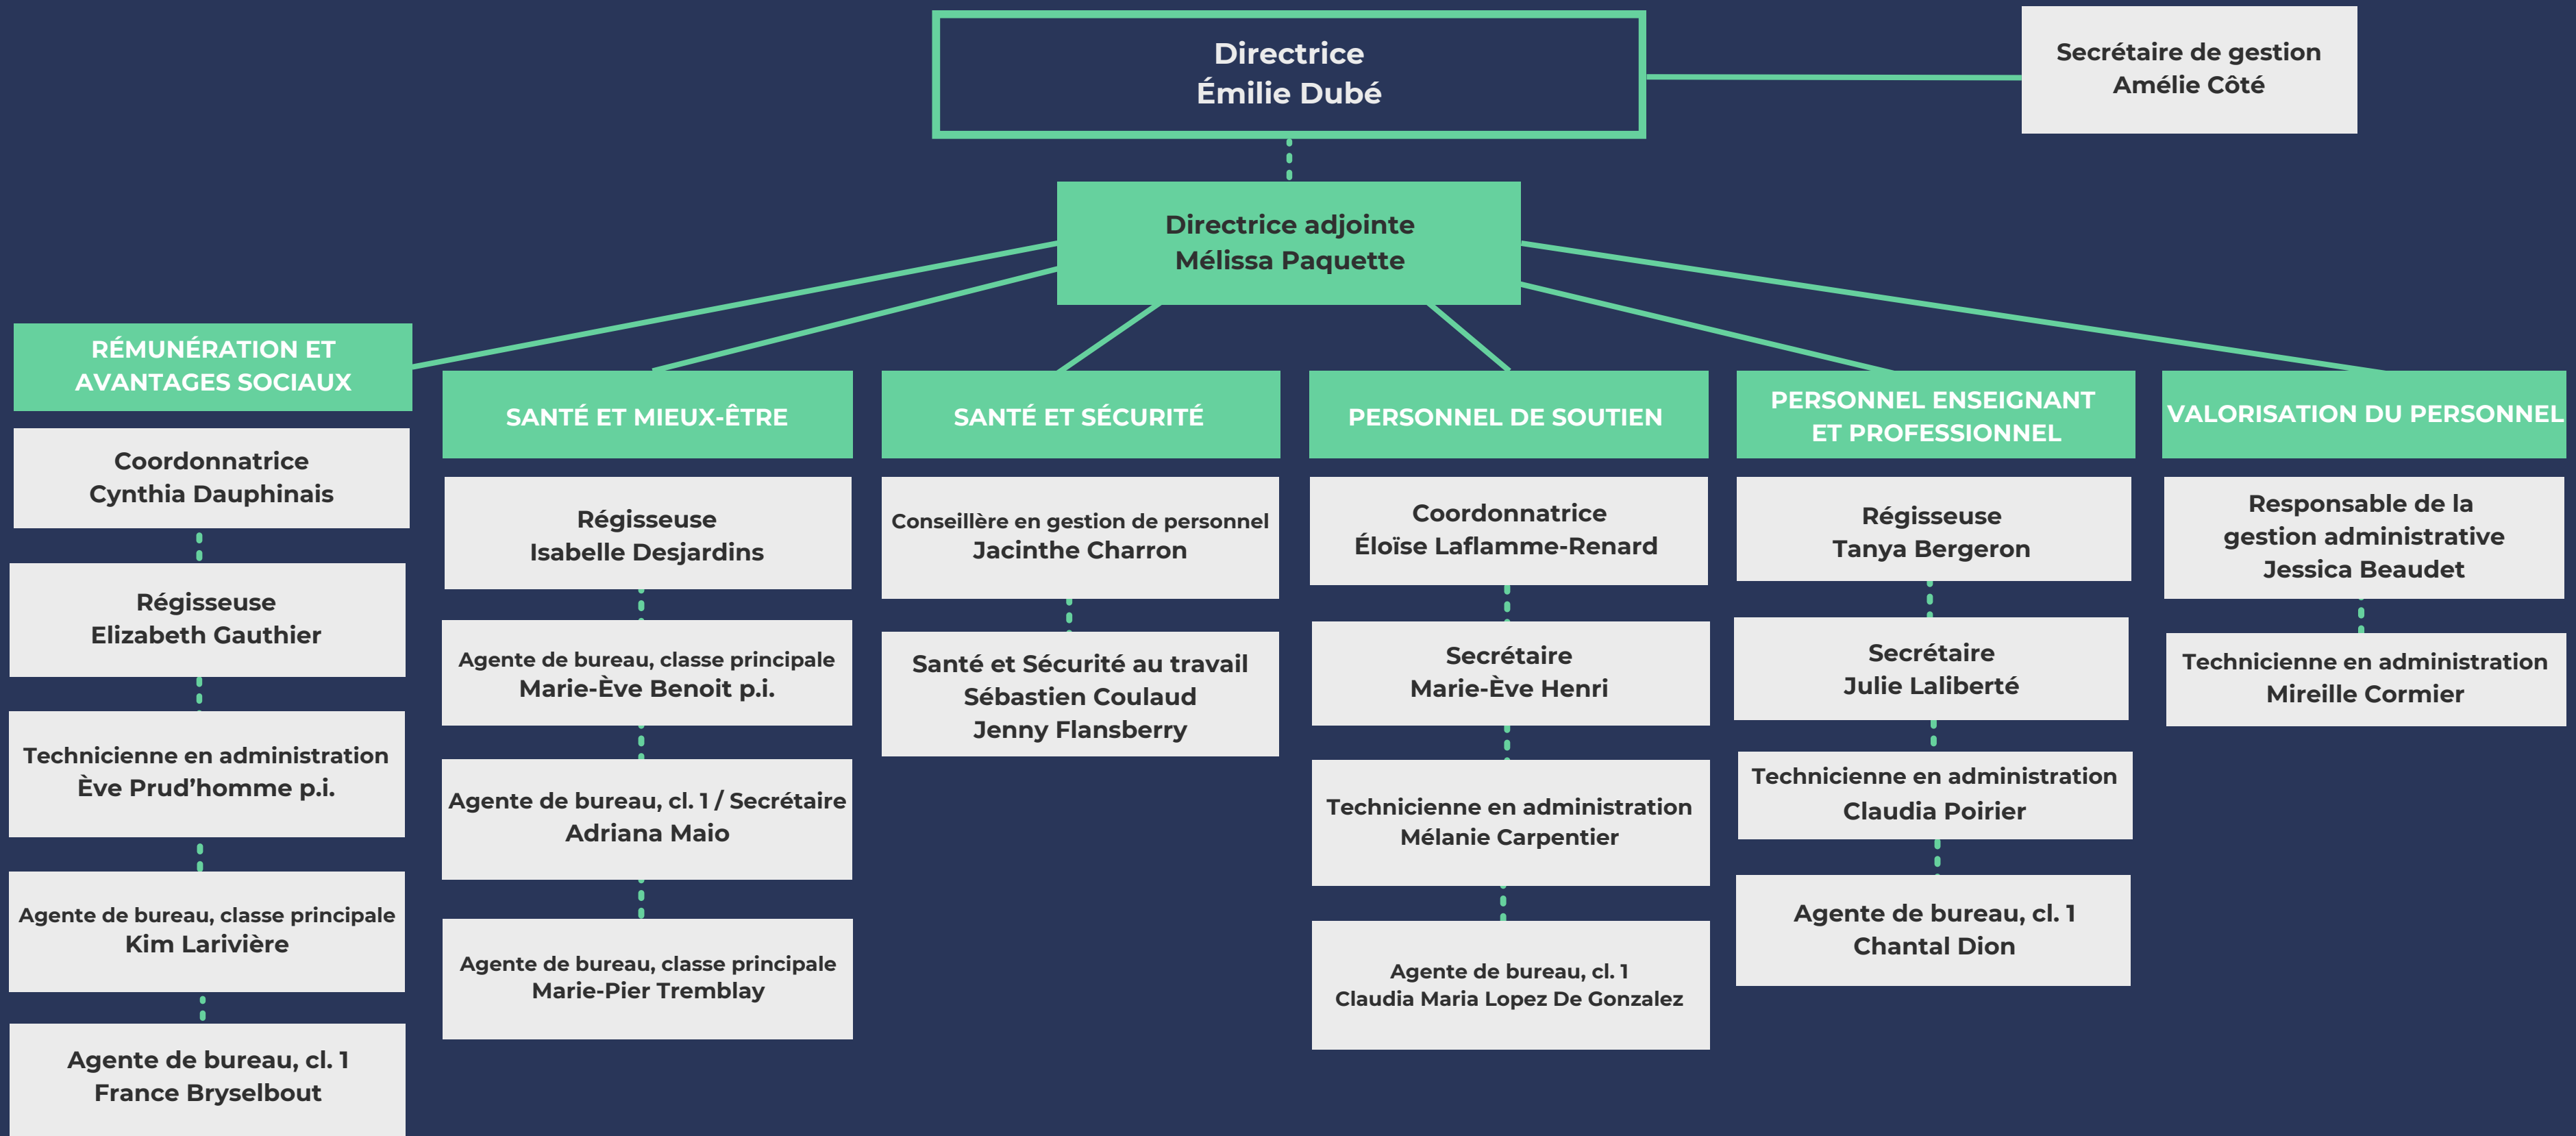 Directrice
Émilie Dubé
Secrétaire de gestion
Amélie Côté
Directrice adjointe
Mélissa Paquette
RÉMUNÉRATION ET
AVANTAGES SOCIAUX
Coordonnatrice
Cynthia Dauphinais
Régisseuse
Elizabeth Gauthier
Technicienne en administration
Ève Prud’homme p.i.
Agente de bureau, classe principale
Kim Larivière
Agente de bureau, cl. 1
France Bryselbout
SANTÉ ET MIEUX-ÊTRE
Régisseuse
Isabelle Desjardins
Agente de bureau, classe principale
Marie-Ève Benoit p.i.
Agente de bureau, cl. 1 / Secrétaire
Adriana Maio
Agente de bureau, classe principale
Marie-Pier Tremblay
SANTÉ ET SÉCURITÉ
Conseillère en gestion de personnel
Jacinthe Charron
Santé et Sécurité au travail
Sébastien Coulaud
Jenny Flansberry
PERSONNEL DE SOUTIEN
Coordonnatrice
Éloïse Laflamme-Renard
Secrétaire
Marie-Ève Henri
Technicienne en administration
Mélanie Carpentier
Agente de bureau, cl. 1
Claudia Maria Lopez De Gonzalez
PERSONNEL ENSEIGNANT
ET PROFESSIONNEL
Régisseuse
Tanya Bergeron
Secrétaire
Julie Laliberté
Technicienne en administration
Claudia Poirier
Agente de bureau, cl. 1
Chantal Dion
VALORISATION DU PERSONNEL
Responsable de la
gestion administrative
Jessica Beaudet
Technicienne en administration
Mireille Cormier